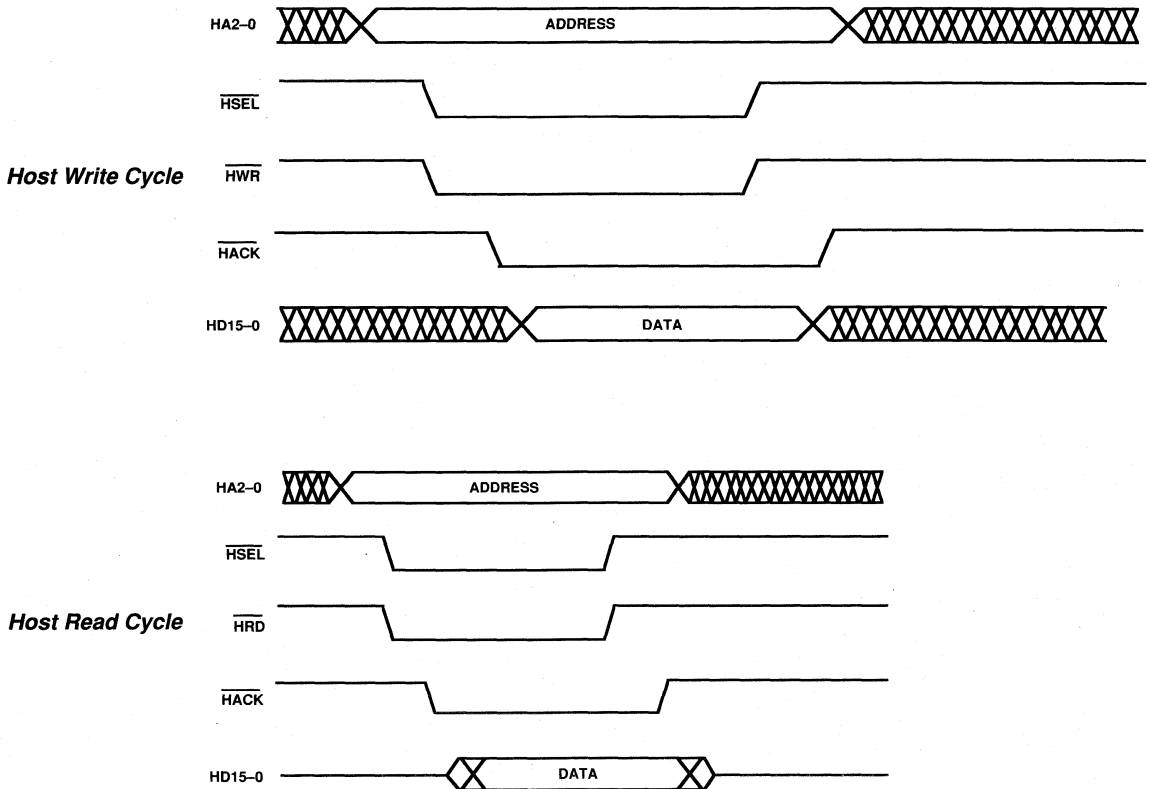 HA2–0
ADDRESS
HSEL
Host Write Cycle
HWR
HACK
HD15–0
DATA
HA2–0
ADDRESS
HSEL
Host Read Cycle
HRD
HACK
HD15–0
DATA